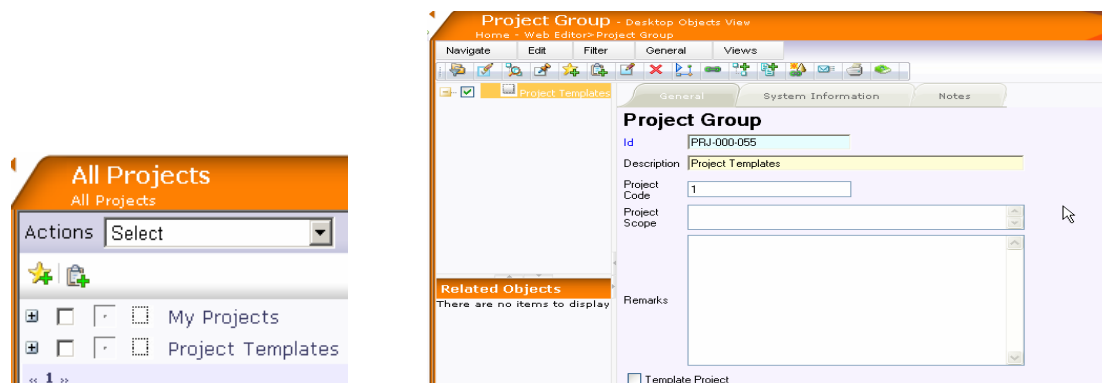 All Projects
All Projects
Actions Select
My Projects
Project Templates
« 1 »
Project Group - Desktop Objects View
Home - Web Editor>Project Group
Navigate Edit Filter General Views
Project Templates
General System Information Notes
Project Group
Id PRJ-000-055
Description Project Templates
Project
Code 1
Project
Scope
Remarks
Template Project
Related Objects
There are no items to display